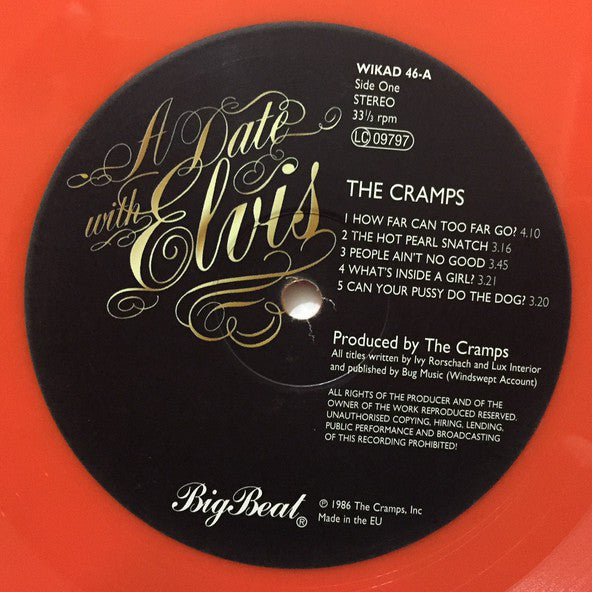 A Date
with Elvis
WIKAD 46-A
Side One
STEREO
33⅓ rpm
LC 09797
THE CRAMPS
1 HOW FAR CAN TOO FAR GO? 4.10
2 THE HOT PEARL SNATCH 3.16
3 PEOPLE AIN'T NO GOOD 3.45
4 WHAT'S INSIDE A GIRL? 3.21
5 CAN YOUR PUSSY DO THE DOG? 3.20
Produced by The Cramps
All titles written by Ivy Rorschach and Lux Interior
and published by Bug Music (Windswept Account)
ALL RIGHTS OF THE PRODUCER AND OF THE
OWNER OF THE WORK REPRODUCED RESERVED.
UNAUTHORISED COPYING, HIRING, LENDING,
PUBLIC PERFORMANCE AND BROADCASTING
OF THIS RECORDING PROHIBITED!
Big Beat ®
℗ 1986 The Cramps, Inc
Made in the EU